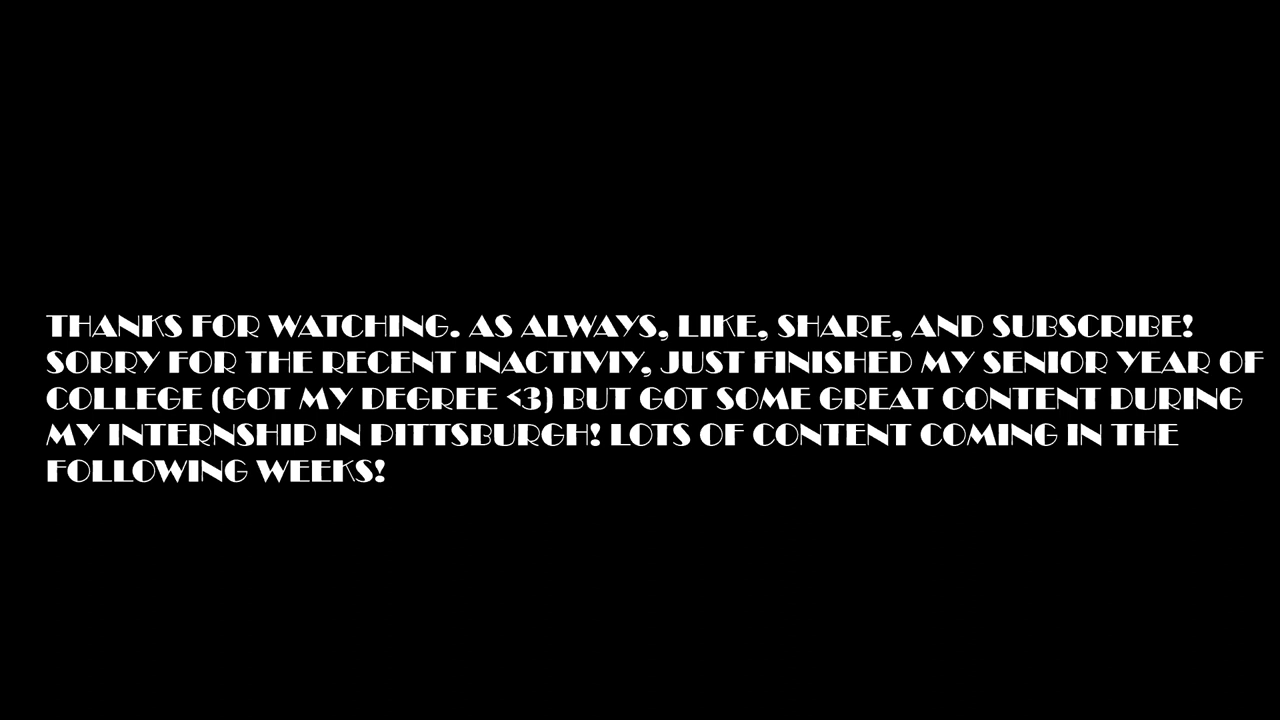 THANKS FOR WATCHING. AS ALWAYS, LIKE, SHARE, AND SUBSCRIBE!
SORRY FOR THE RECENT INACTIVIY, JUST FINISHED MY SENIOR YEAR OF
COLLEGE (GOT MY DEGREE <3) BUT GOT SOME GREAT CONTENT DURING
MY INTERNSHIP IN PITTSBURGH! LOTS OF CONTENT COMING IN THE
FOLLOWING WEEKS!